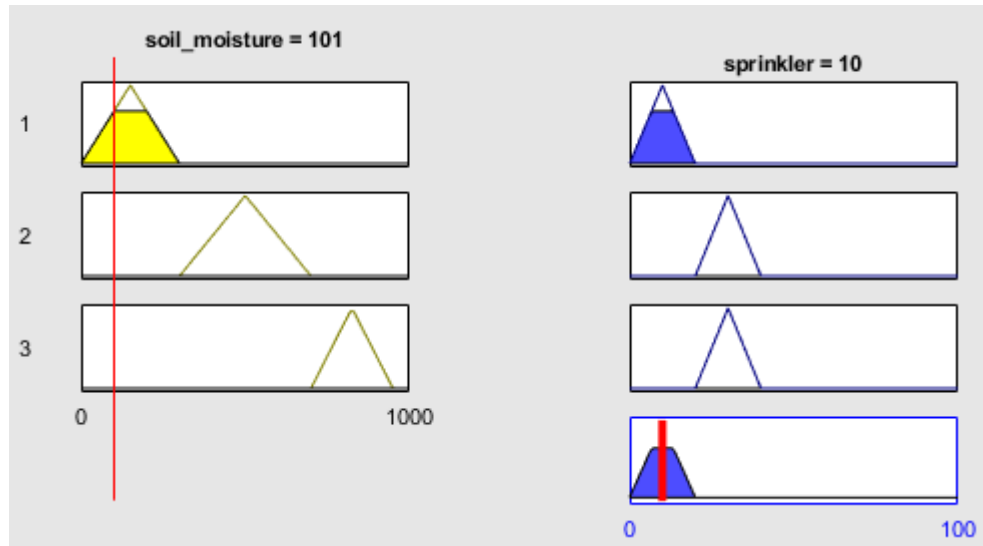 soil_moisture = 101
sprinkler = 10
1
2
3
0 1000
0 100